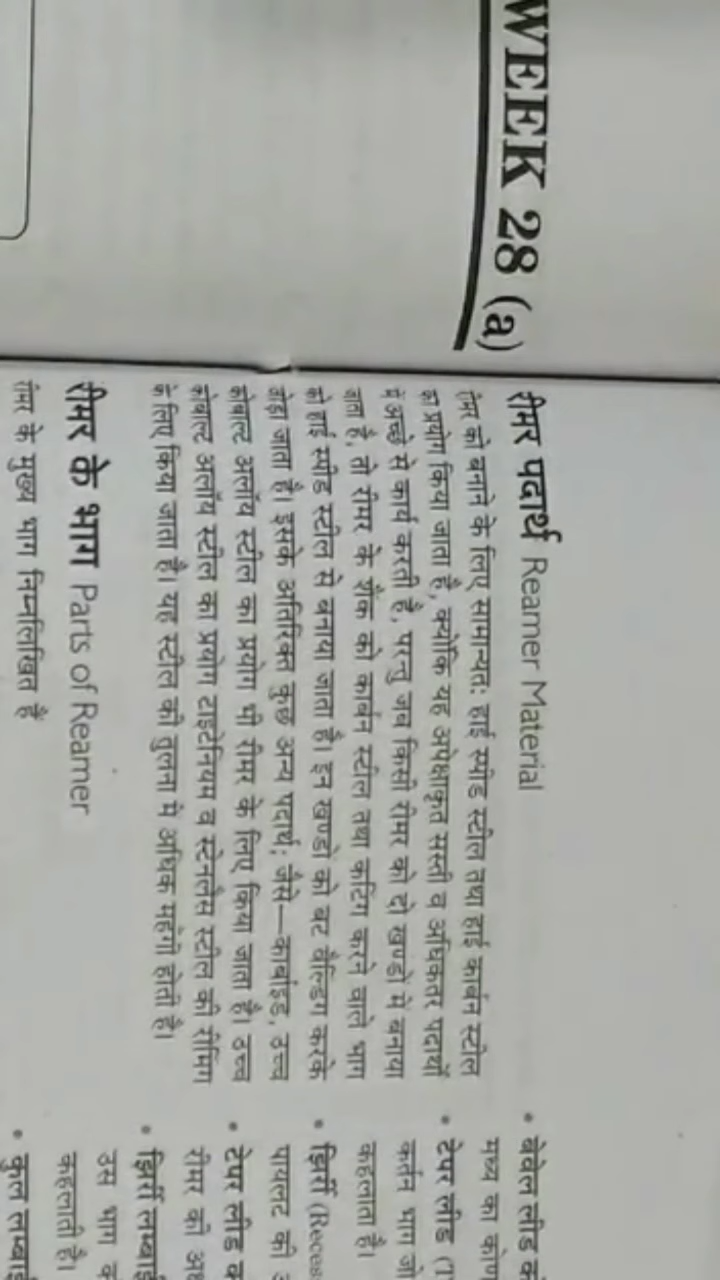 WEEK 28 (a)
रीमर पदार्थ Reamer Material
रीमर को बनाने के लिए सामान्यतः हाई स्पीड स्टील तथा हाई कार्बन स्टील
का प्रयोग किया जाता है, क्योंकि यह अपेक्षाकृत सस्ती व अधिकतर पदार्थों
में अच्छे से कार्य करती है, परन्तु जब किसी रीमर को दो खण्डों में बनाया
जाता है, तो रीमर के शैंक को कार्बन स्टील तथा कटिंग करने वाले भाग
को हाई स्पीड स्टील से बनाया जाता है। इन खण्डों को बट वैल्डिंग करके
जोड़ा जाता है। इसके अतिरिक्त कुछ अन्य पदार्थ; जैसे—कार्बाइड, उच्च
कोबाल्ट अलॉय स्टील का प्रयोग भी रीमर के लिए किया जाता है। उच्च
कोबाल्ट अलॉय स्टील का प्रयोग टाइटेनियम व स्टेनलैस स्टील की रीमिंग
के लिए किया जाता है। यह स्टील की तुलना में अधिक महंगी होती है।
रीमर के भाग Parts of Reamer
रीमर के मुख्य भाग निम्नलिखित हैं
• बेवेल लीड क
मध्य का कोण
• टेपर लीड
कर्तन भाग जो
कहलाता है।
• झिर्री (Recess
पायलट की
• टेपर लीड क
रीमर की अक्ष
• झिर्री लम्बाई
उस भाग क
कहलाती है।
• कुल लम्बाई